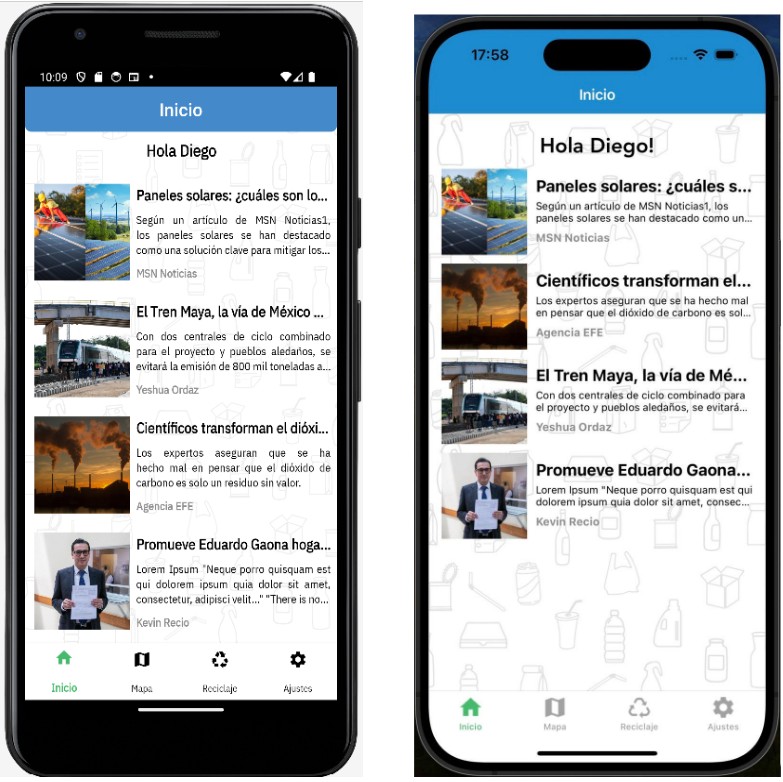 10:09
Inicio
Hola Diego
Paneles solares: ¿cuáles son lo...
Según un artículo de MSN Noticias1,
los paneles solares se han destacado
como una solución clave para mitigar los...
MSN Noticias
El Tren Maya, la vía de México ...
Con dos centrales de ciclo combinado
para el proyecto y pueblos aledaños, se
evitará la emisión de 800 mil toneladas a...
Yeshua Ordaz
Científicos transforman el dióxi...
Los expertos aseguran que se ha
hecho mal en pensar que el dióxido de
carbono es solo un residuo sin valor.
Agencia EFE
Promueve Eduardo Gaona hoga...
Lorem Ipsum "Neque porro quisquam est
qui dolorem ipsum quia dolor sit amet,
consectetur, adipisci velit..." "There is no...
Kevin Recio
Inicio
Mapa
Reciclaje
Ajustes
17:58
Inicio
Hola Diego!
Paneles solares: ¿cuáles s...
Según un artículo de MSN Noticias1, los
paneles solares se han destacado como un...
MSN Noticias
Científicos transforman el...
Los expertos aseguran que se ha hecho mal
en pensar que el dióxido de carbono es sol...
Agencia EFE
El Tren Maya, la vía de Mé...
Con dos centrales de ciclo combinado para
el proyecto y pueblos aledaños, se evitará...
Yeshua Ordaz
Promueve Eduardo Gaona...
Lorem Ipsum "Neque porro quisquam est qui
dolorem ipsum quia dolor sit amet, consec...
Kevin Recio
Inicio
Mapa
Reciclaje
Ajustes